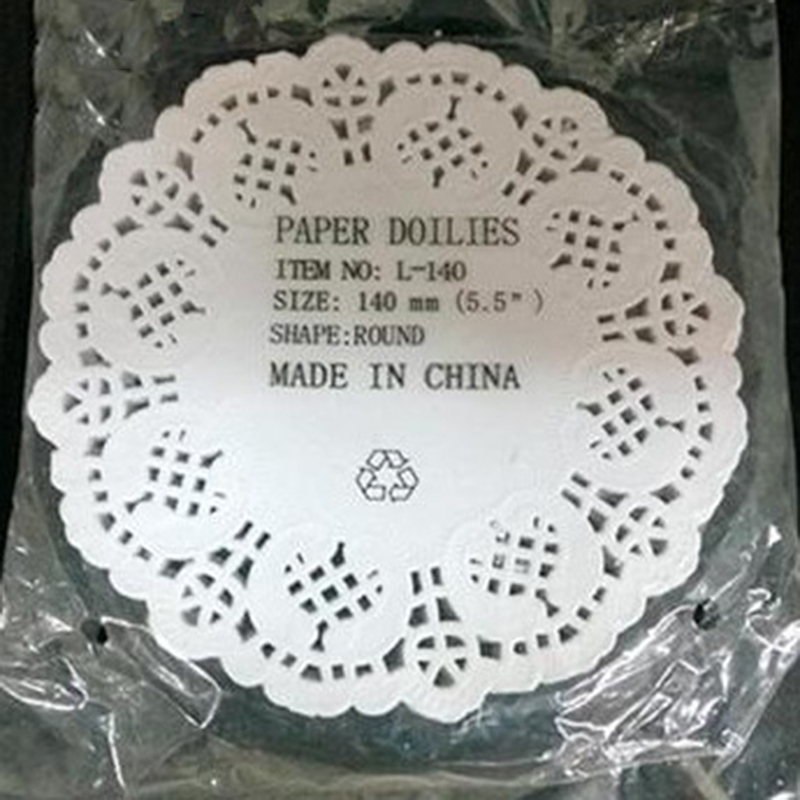 PAPER DOILIES
ITEM NO: L-140
SIZE: 140 mm (5.5")
SHAPE:ROUND
MADE IN CHINA